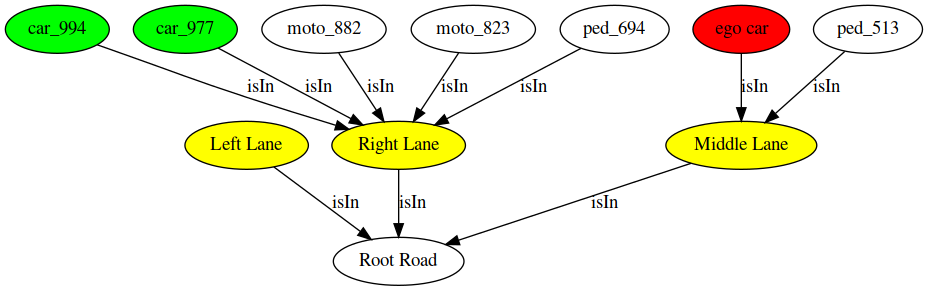 car_994
car_977
moto_882
moto_823
ped_694
ego car
ped_513
isIn
isIn
isIn
isIn
isIn
isIn
isIn
Left Lane
Right Lane
Middle Lane
isIn
isIn
isIn
Root Road